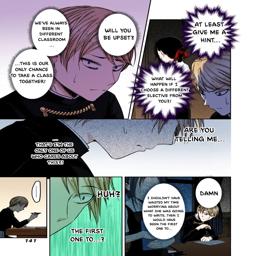 WE'VE
ALWAYS BEEN
IN DIFFERENT
CLASSROOM
...
...THIS IS OUR
ONLY CHANCE
TO TAKE A CLASS
TOGETHER!
WILL YOU
BE UPSET?
AT LEAST
GIVE ME A
HINT....
WHAT WILL
HAPPEN IF I
CHOOSE A DIFFERENT
ELECTIVE FROM
YOU?!
ARE YOU
TELLING ME...
...THAT I'M THE
ONLY ONE OF US
WHO CARES ABOUT
THIS?!
HUH?
THE FIRST
ONE TO...?
DAMN
I SHOULDN'T HAVE
WASTED MY TIME
WORRYING ABOUT
WHAT SHE WAS GOING
TO WRITE, THEN I
WOULD HAVE
BEEN THE FIRST
ONE TO...
141